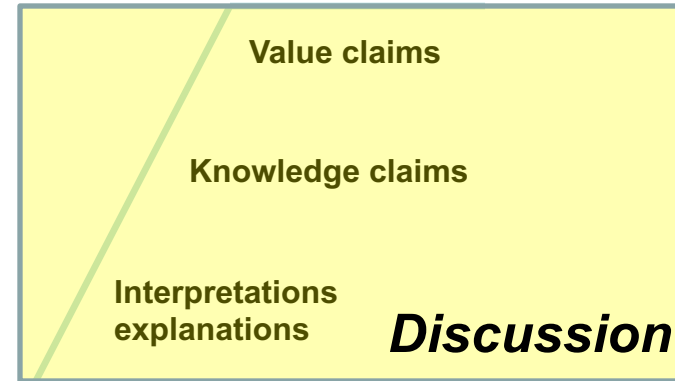 Value claims
Knowledge claims
Interpretations
explanations
Discussion